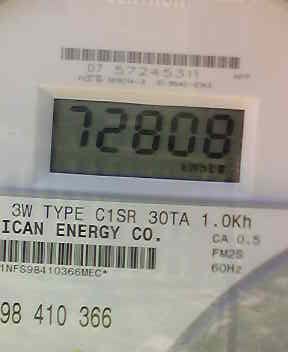 07 57245311
72808
3W TYPE C1SR 30TA 1.0Kh
ICAN ENERGY CO.
CA 0.5
FM2S
60Hz
1NFS98410366MEC*
98 410 366